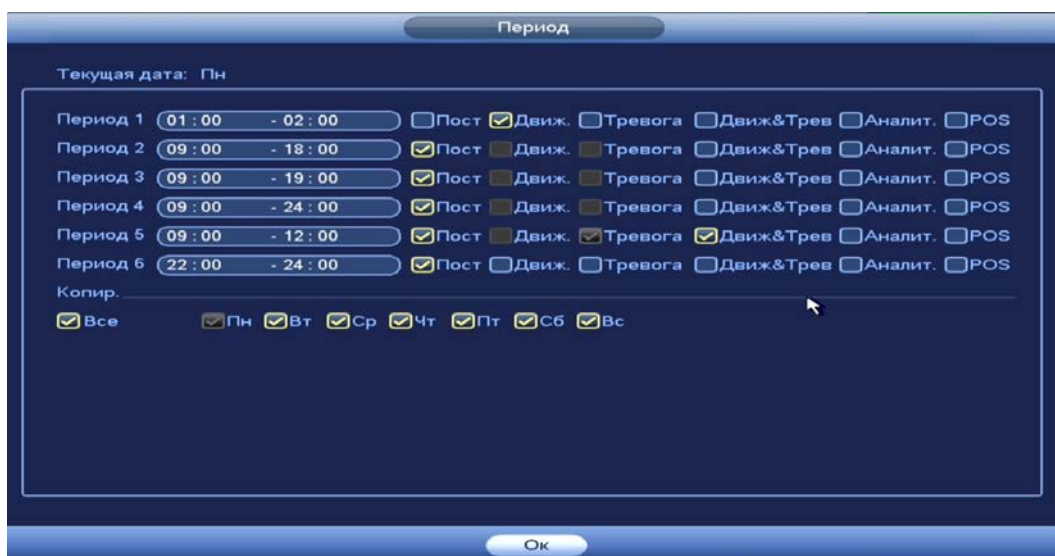 Период
Текущая дата: Пн
Период 1 01:00 - 02:00 Пост Движ. Тревога Движ&Трев Аналит. POS
Период 2 09:00 - 18:00 Пост Движ. Тревога Движ&Трев Аналит. POS
Период 3 09:00 - 19:00 Пост Движ. Тревога Движ&Трев Аналит. POS
Период 4 09:00 - 24:00 Пост Движ. Тревога Движ&Трев Аналит. POS
Период 5 09:00 - 12:00 Пост Движ. Тревога Движ&Трев Аналит. POS
Период 6 22:00 - 24:00 Пост Движ. Тревога Движ&Трев Аналит. POS
Копир.
Все Пн Вт Ср Чт Пт Сб Вс
Ок